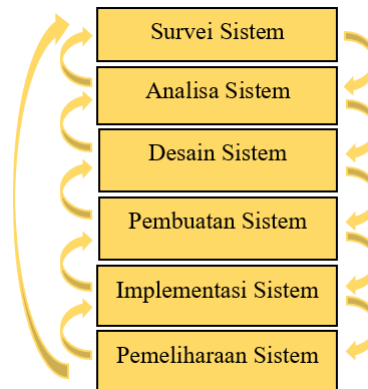 Survei Sistem
Analisa Sistem
Desain Sistem
Pembuatan Sistem
Implementasi Sistem
Pemeliharaan Sistem